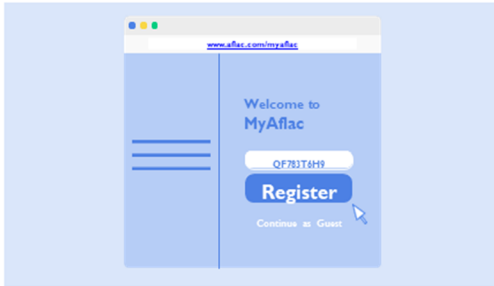 www.aflac.com/myaflac
Welcome to
MyAflac
QF783T6H9
Register
Continue as Guest